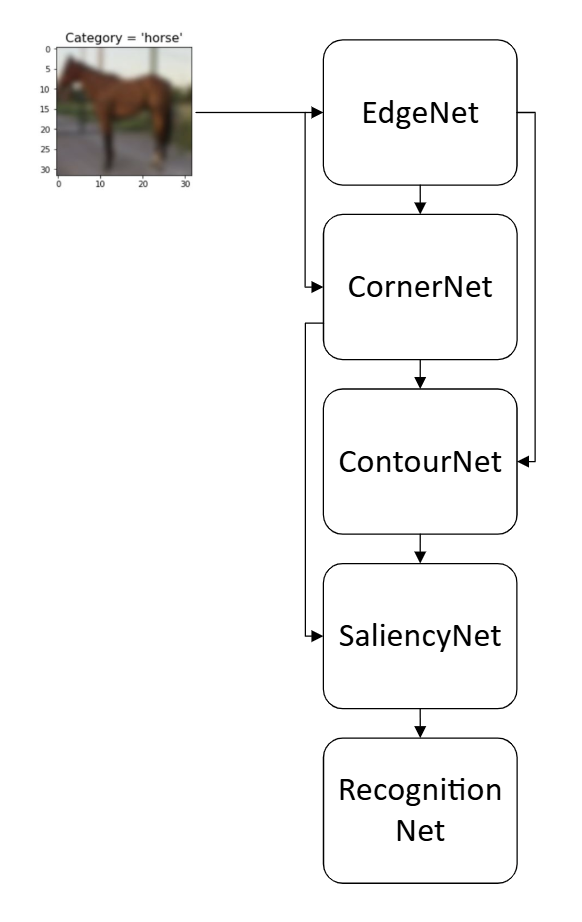 Category = 'horse'
0
5
10
15
20
25
30
0
10
20
30
EdgeNet
CornerNet
ContourNet
SaliencyNet
Recognition
Net